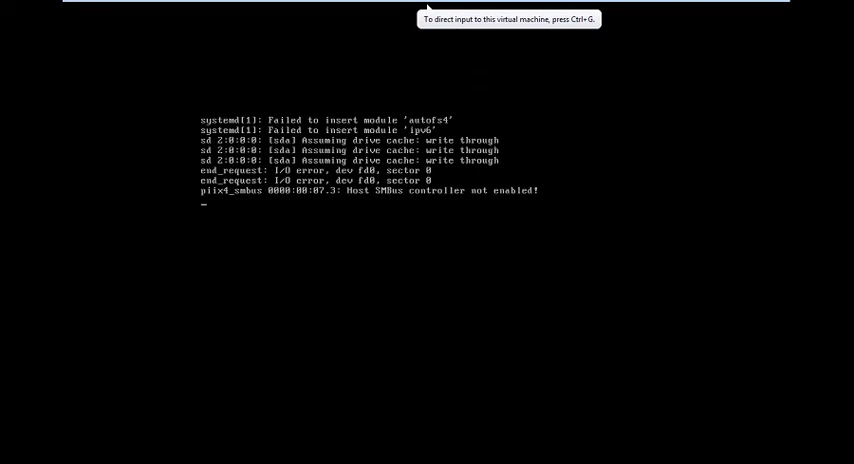 To direct input to this virtual machine, press Ctrl+G.
systemd[1]: Failed to insert module 'autofs4'
systemd[1]: Failed to insert module 'ipv6'
sd 2:0:0:0: [sda] Assuming drive cache: write through
sd 2:0:0:0: [sda] Assuming drive cache: write through
sd 2:0:0:0: [sda] Assuming drive cache: write through
end_request: I/O error, dev fd0, sector 0
end_request: I/O error, dev fd0, sector 0
piix4_smbus 0000:00:07.3: Host SMBus controller not enabled!